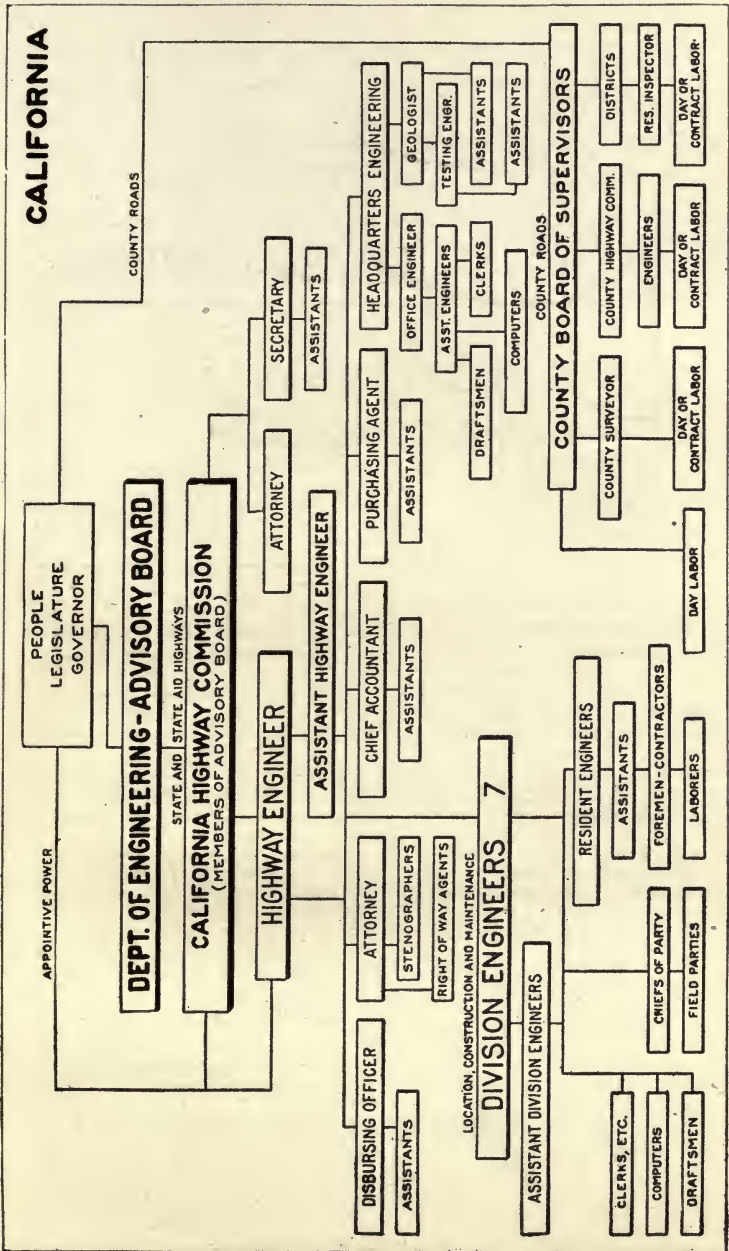 CALIFORNIA
PEOPLE
LEGISLATURE
GOVERNOR
APPOINTIVE POWER
COUNTY ROADS
DEPT. OF ENGINEERING-ADVISORY BOARD
STATE AND STATE AID HIGHWAYS
CALIFORNIA HIGHWAY COMMISSION
(MEMBERS OF ADVISORY BOARD)
ATTORNEY
SECRETARY
ASSISTANTS
HIGHWAY ENGINEER
ASSISTANT HIGHWAY ENGINEER
DISBURSING OFFICER
ASSISTANTS
ATTORNEY
STENOGRAPHERS
RIGHT OF WAY AGENTS
CHIEF ACCOUNTANT
ASSISTANTS
PURCHASING AGENT
ASSISTANTS
HEADQUARTERS ENGINEERING
OFFICE ENGINEER
ASST. ENGINEERS
DRAFTSMEN
CLERKS
COMPUTERS
GEOLOGIST
TESTING ENGR.
ASSISTANTS
ASSISTANTS
LOCATION, CONSTRUCTION AND MAINTENANCE
DIVISION ENGINEERS 7
ASSISTANT DIVISION ENGINEERS
CLERKS, ETC.
COMPUTERS
DRAFTSMEN
CHIEFS OF PARTY
FIELD PARTIES
RESIDENT ENGINEERS
ASSISTANTS
FOREMEN-CONTRACTORS
LABORERS
COUNTY ROADS
COUNTY BOARD OF SUPERVISORS
DAY LABOR
COUNTY SURVEYOR
DAY OR
CONTRACT LABOR
COUNTY HIGHWAY COMM.
ENGINEERS
DAY OR
CONTRACT LABOR
DISTRICTS
RES. INSPECTOR
DAY OR
CONTRACT LABOR.